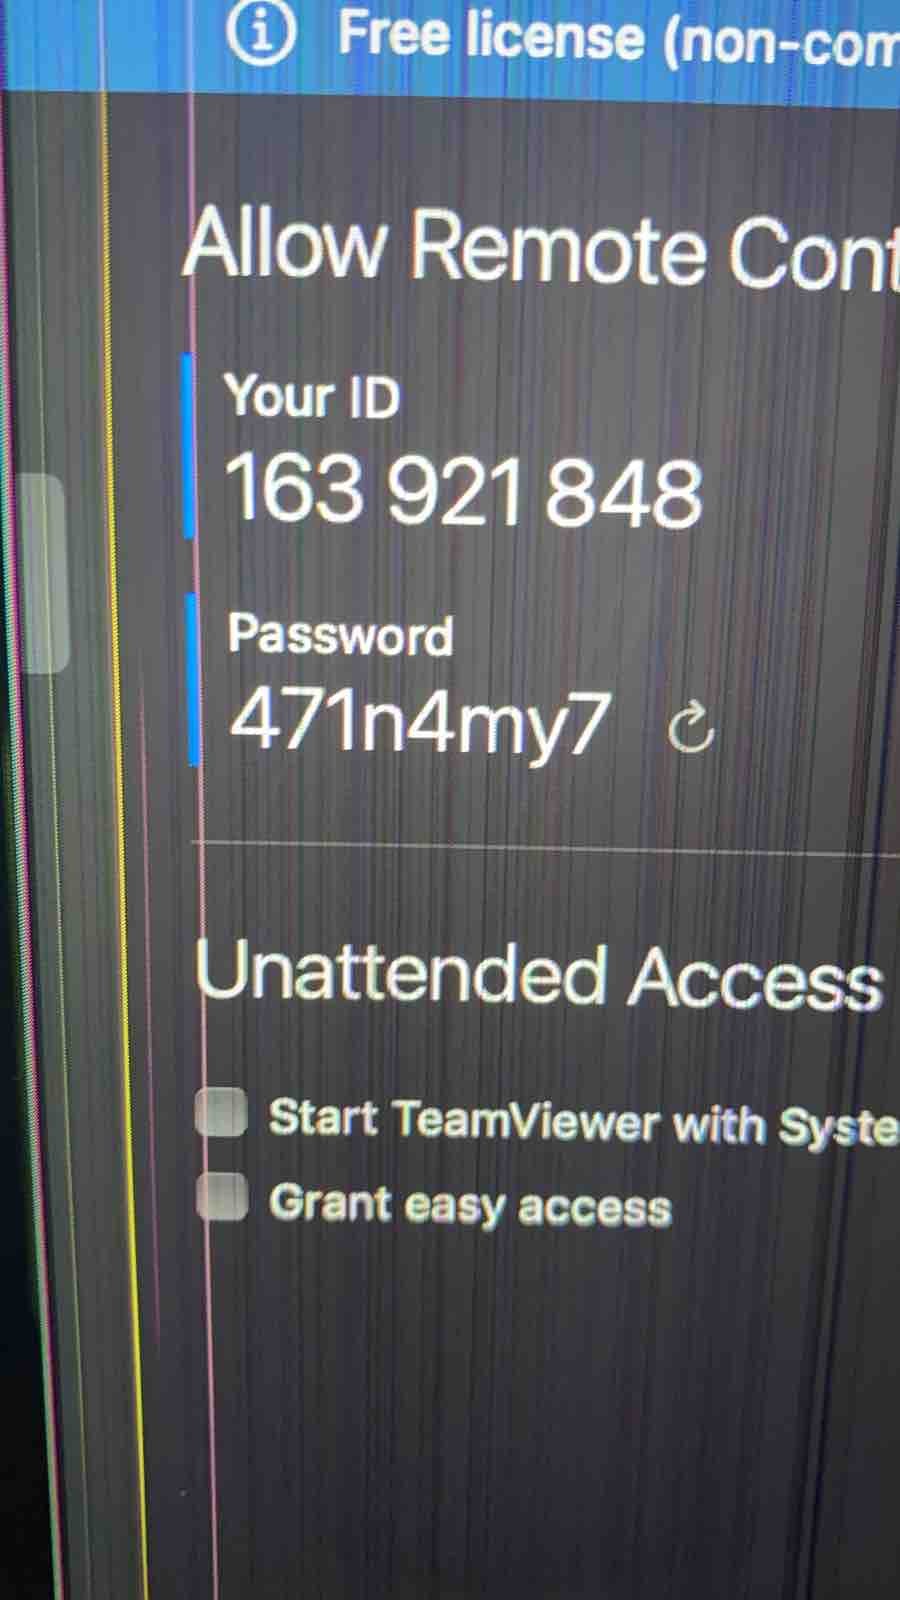 Free license (non-com
Allow Remote Cont
Your ID
163 921 848
Password
471n4my7
Unattended Access
Start TeamViewer with Syste
Grant easy access